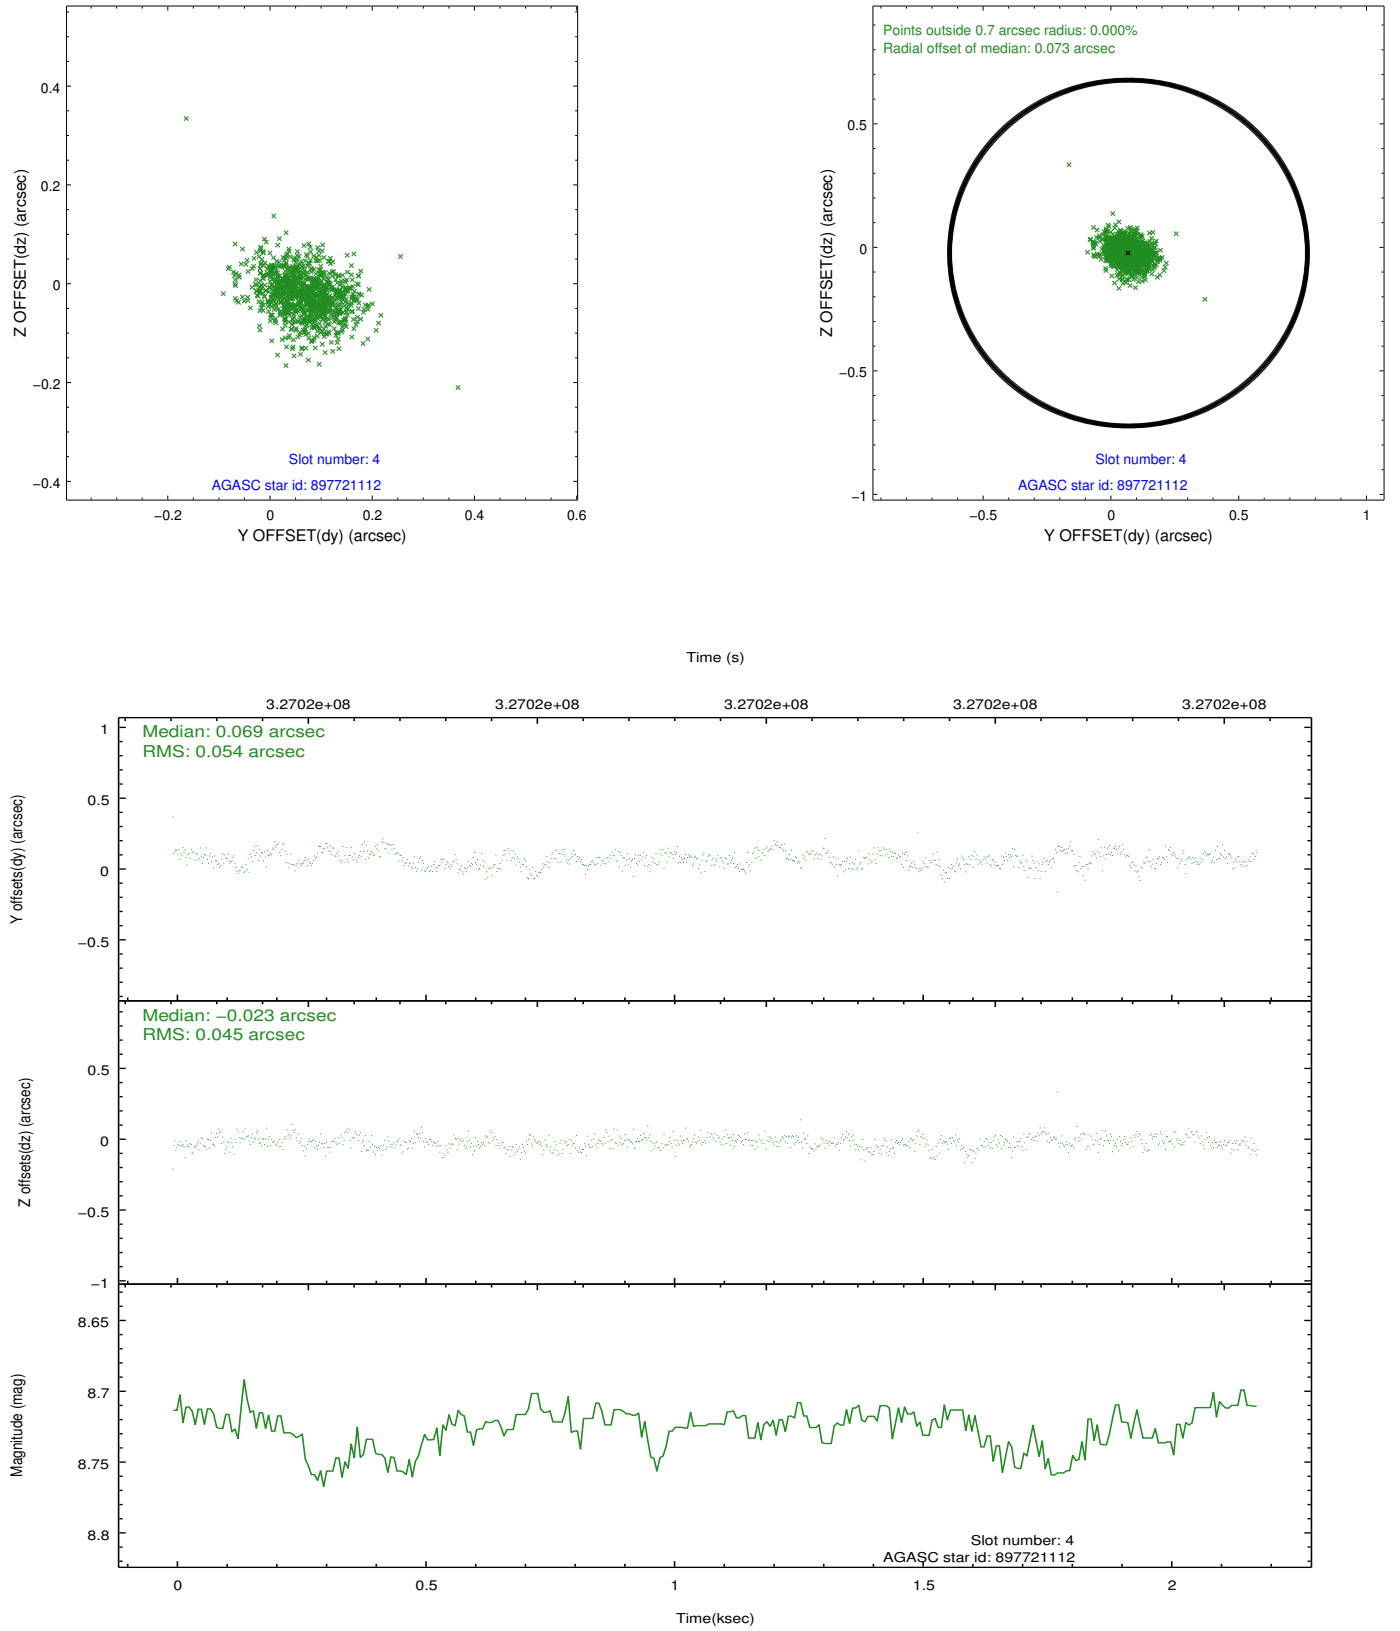 0.4
0.2
0
−0.2
−0.4
Z OFFSET(dz) (arcsec)
Slot number: 4
AGASC star id: 897721112
−0.2 0 0.2 0.4 0.6
Y OFFSET(dy) (arcsec)
Points outside 0.7 arcsec radius: 0.000%
Radial offset of median: 0.073 arcsec
0.5
0
−0.5
−1
Z OFFSET(dz) (arcsec)
Slot number: 4
AGASC star id: 897721112
−0.5 0 0.5 1
Y OFFSET(dy) (arcsec)
Time (s)
3.2702e+08 3.2702e+08 3.2702e+08 3.2702e+08 3.2702e+08
Median: 0.069 arcsec
RMS: 0.054 arcsec
1
0.5
0
−0.5
Y offsets(dy) (arcsec)
Median: −0.023 arcsec
RMS: 0.045 arcsec
0.5
0
−0.5
−1
Z offsets(dz) (arcsec)
8.65
8.7
8.75
8.8
Magnitude (mag)
Slot number: 4
AGASC star id: 897721112
0 0.5 1 1.5 2
Time(ksec)